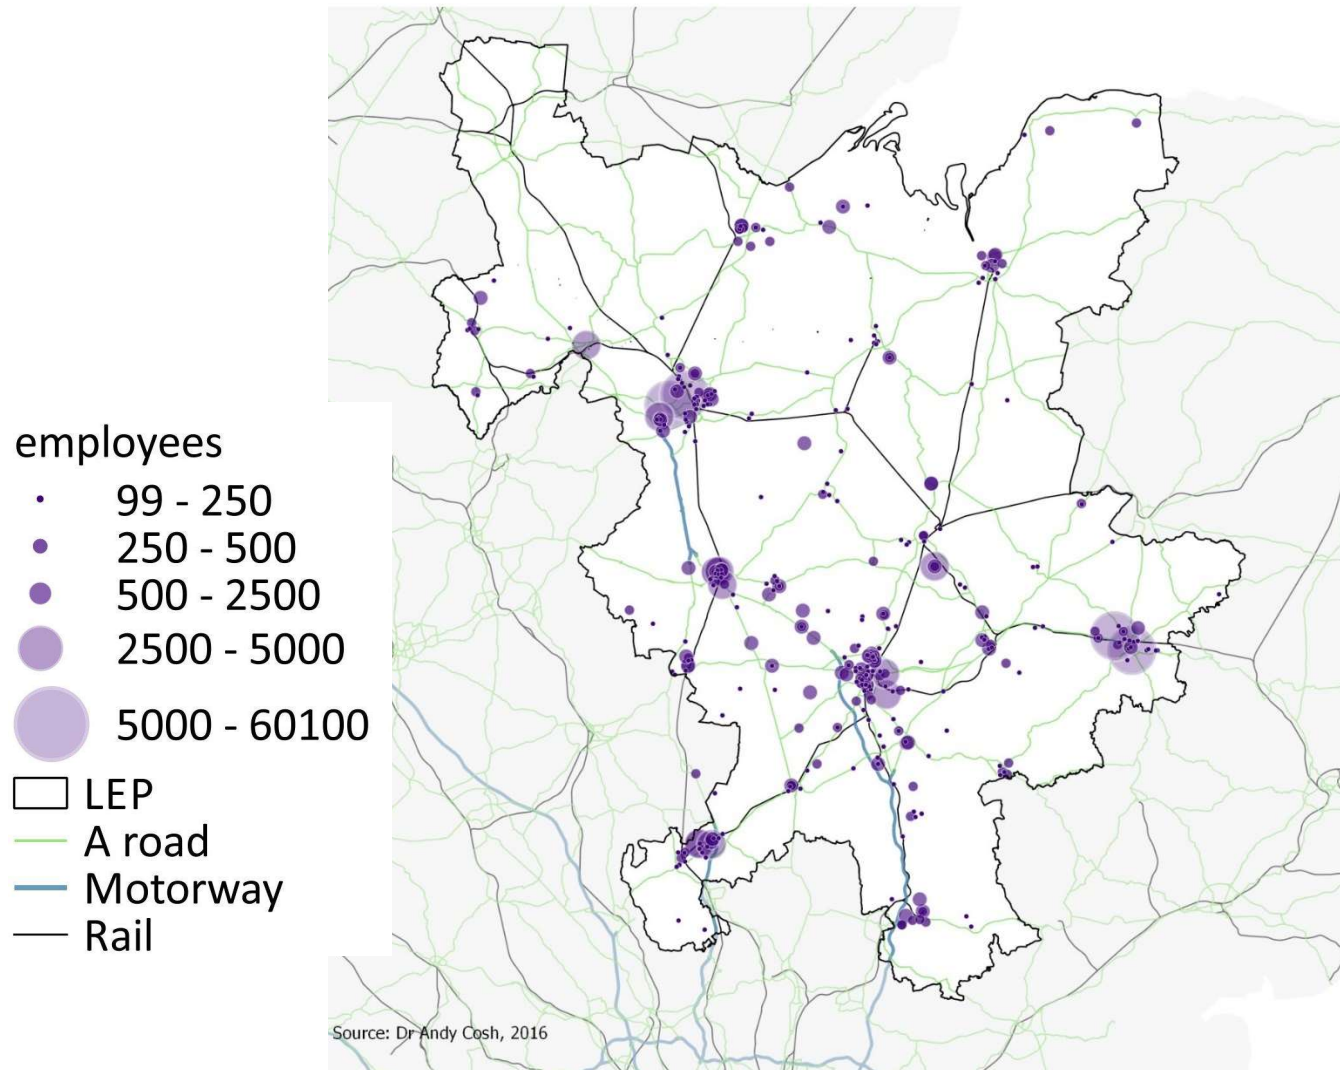 employees
99 - 250
250 - 500
500 - 2500
2500 - 5000
5000 - 60100
LEP
A road
Motorway
Rail
Source: Dr Andy Cosh, 2016